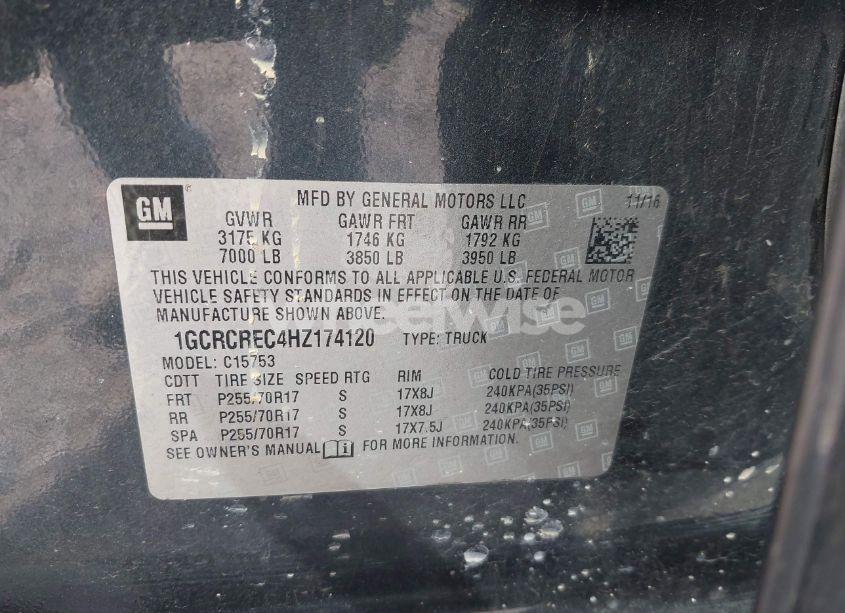 GM
MFD BY GENERAL MOTORS LLC
11/16
GVWR GAWR FRT GAWR RR
3175 KG 1746 KG 1792 KG
7000 LB 3850 LB 3950 LB
THIS VEHICLE CONFORMS TO ALL APPLICABLE U.S. FEDERAL MOTOR
VEHICLE SAFETY STANDARDS IN EFFECT ON THE DATE OF
MANUFACTURE SHOWN ABOVE.
1GCRCREC4HZ174120 TYPE: TRUCK
MODEL: C15753
CDTT TIRE SIZE SPEED RTG RIM COLD TIRE PRESSURE
FRT P255/70R17 S 17X8J 240KPA(35PSI)
RR P255/70R17 S 17X8J 240KPA(35PSI)
SPA P255/70R17 S 17X7.5J 240KPA(35PSI)
SEE OWNER'S MANUAL FOR MORE INFORMATION.